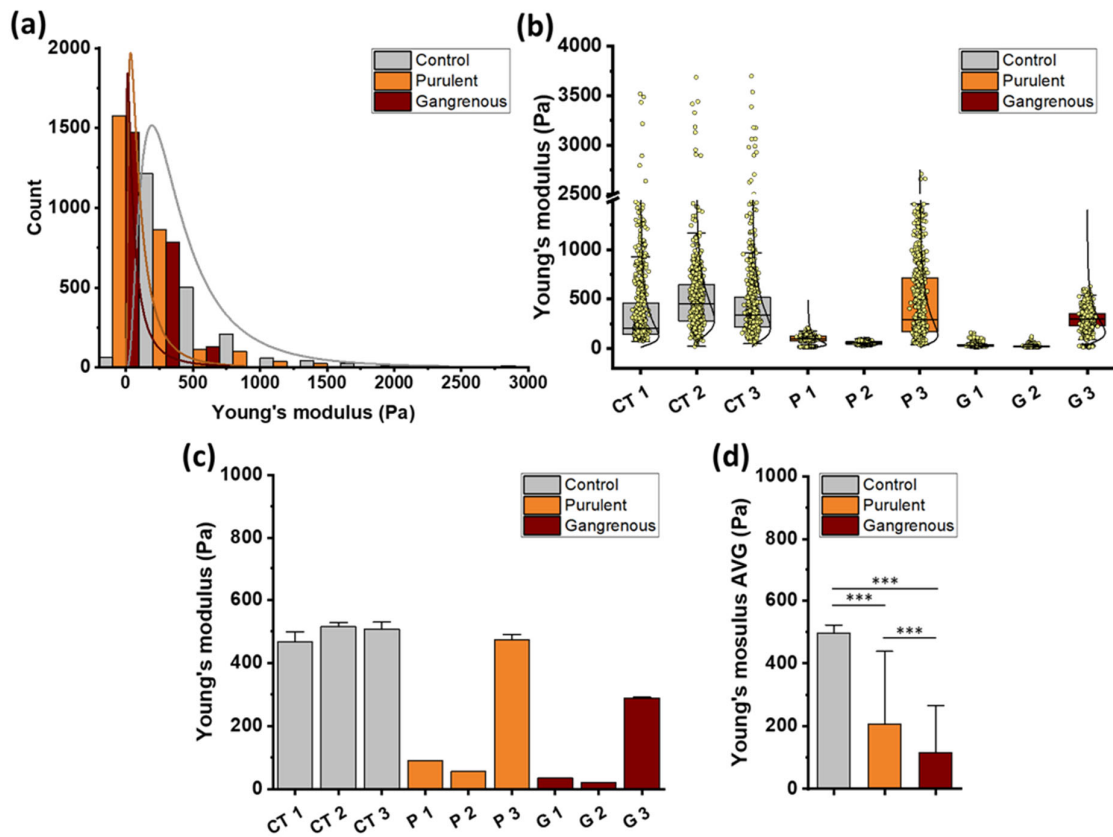 (a)
2000
1500
1000
500
0
Count
0 500 1000 1500 2000 2500 3000
Young's modulus (Pa)
Control
Purulent
Gangrenous
(b)
4000
3500
3000
2500
1000
500
0
Young's modulus (Pa)
CT 1 CT 2 CT 3 P 1 P 2 P 3 G 1 G 2 G 3
Control
Purulent
Gangrenous
(c)
1000
800
600
400
200
0
Young's modulus (Pa)
CT 1 CT 2 CT 3 P 1 P 2 P 3 G 1 G 2 G 3
Control
Purulent
Gangrenous
(d)
1000
800
600
400
200
0
Young's mosulus AVG (Pa)
Control
Purulent
Gangrenous
***
***
***